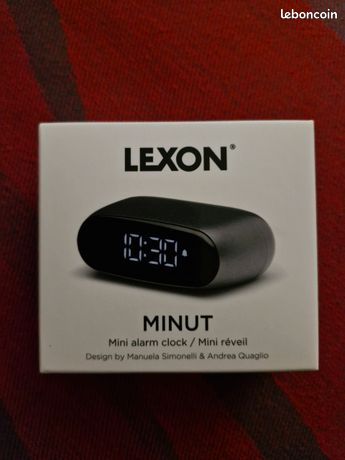 leboncoin
LEXON®
10:30
MINUT
Mini alarm clock / Mini réveil
Design by Manuela Simonelli & Andrea Quaglio